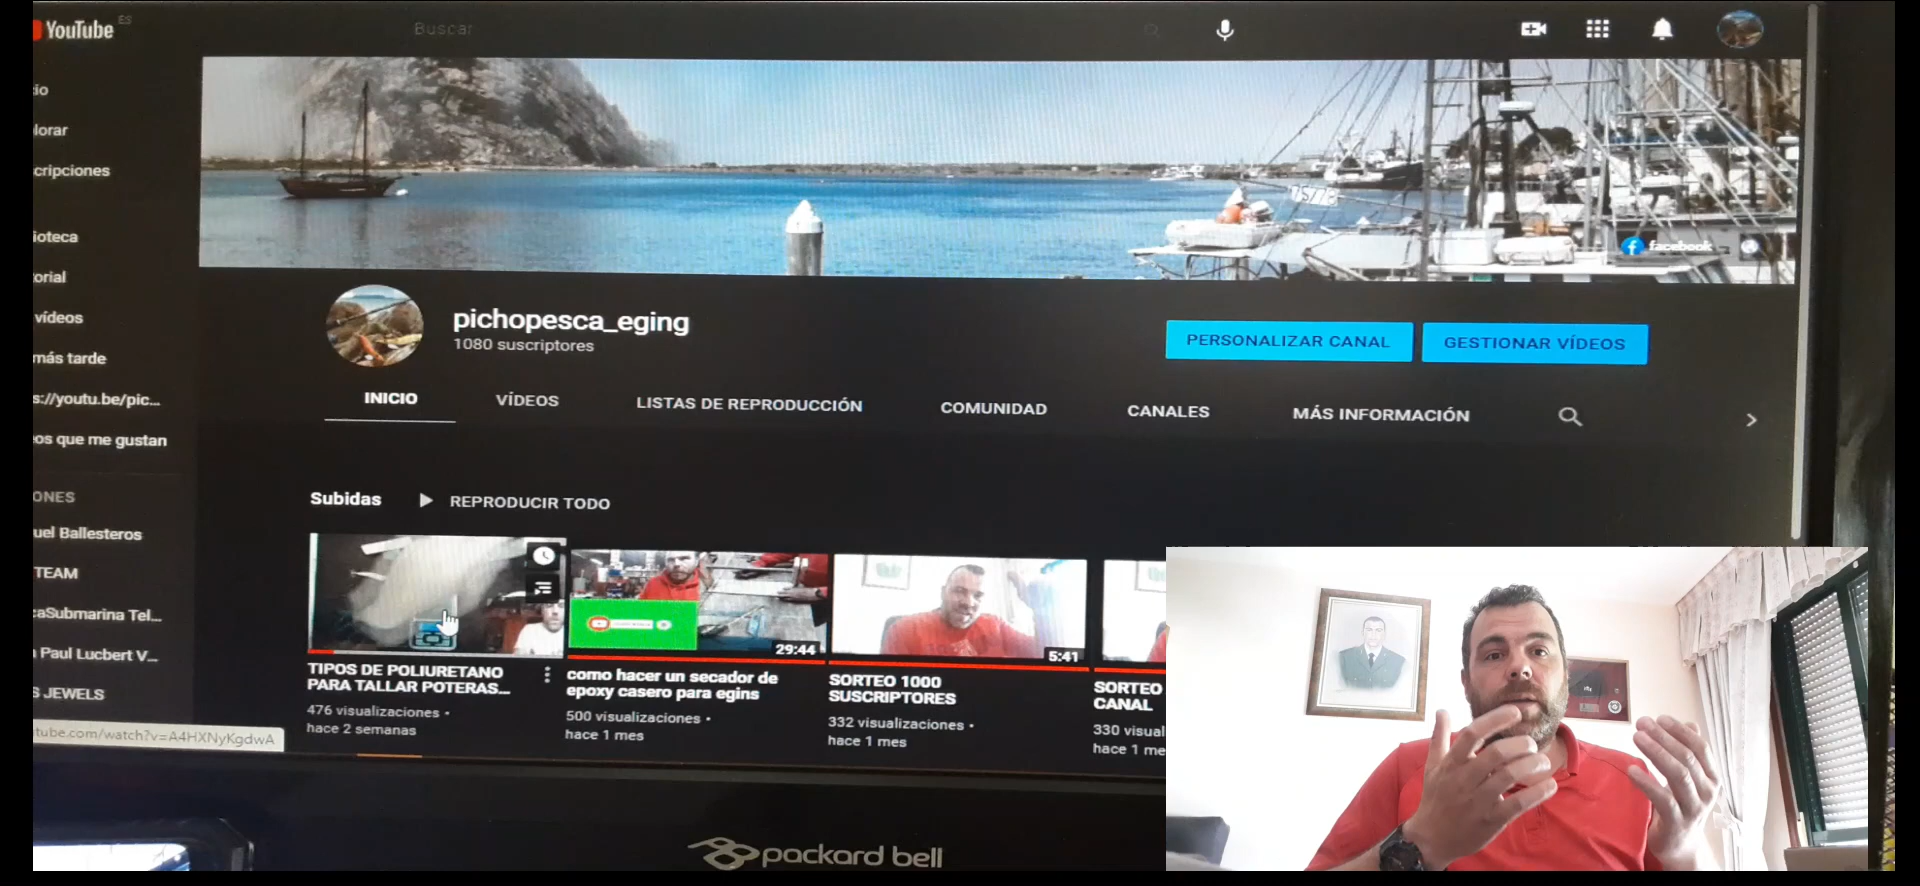 YouTube ES
Buscar
io
lorar
cripciones
ioteca
orial
vídeos
más tarde
s://youtu.be/pic...
os que me gustan
ONES
uel Ballesteros
TEAM
caSubmarina Tel...
Paul Lucbert V...
S JEWELS
tube.com/watch?v=A4HXNyKgdwA
facebook
pichopesca_eging
1080 suscriptores
PERSONALIZAR CANAL
GESTIONAR VÍDEOS
INICIO
VÍDEOS
LISTAS DE REPRODUCCIÓN
COMUNIDAD
CANALES
MÁS INFORMACIÓN
Subidas
REPRODUCIR TODO
TIPOS DE POLIURETANO
PARA TALLAR POTERAS...
476 visualizaciones •
hace 2 semanas
29:44
como hacer un secador de
epoxy casero para egins
500 visualizaciones •
hace 1 mes
5:41
SORTEO 1000
SUSCRIPTORES
332 visualizaciones •
hace 1 mes
SORTEO
CANAL
330 visual
hace 1 me
packard bell